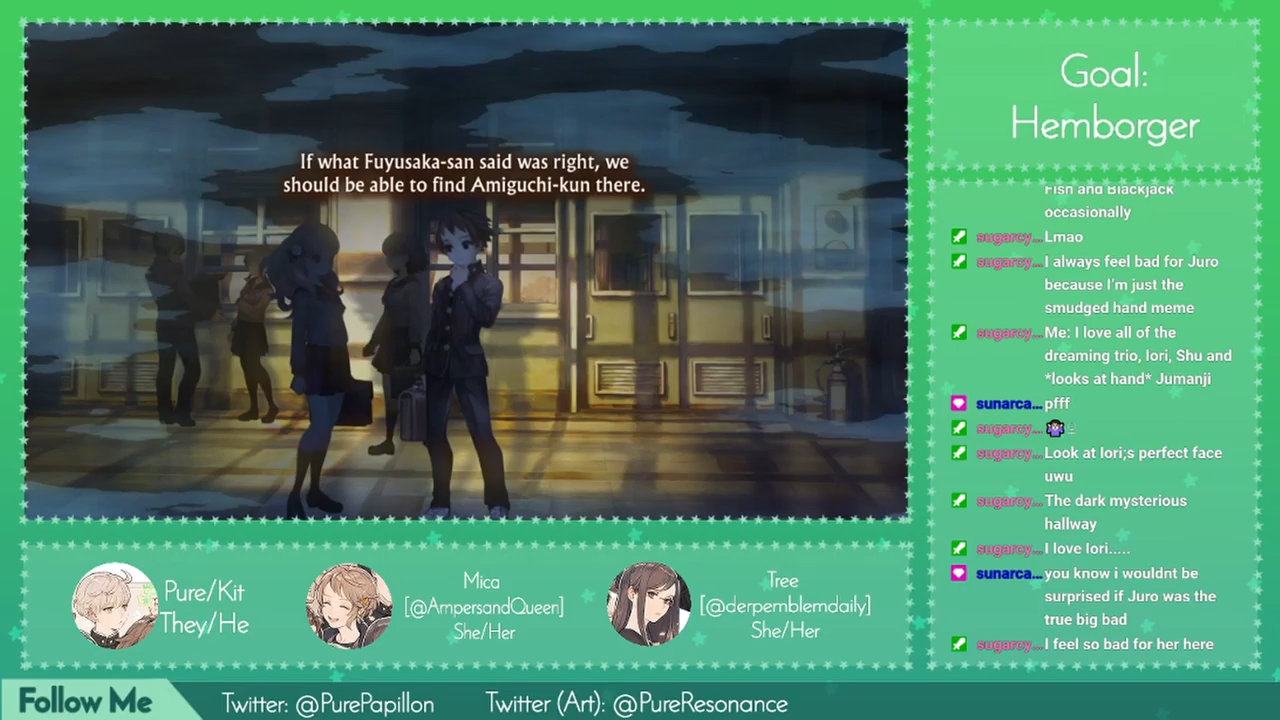 If what Fuyusaka-san said was right, we
should be able to find Amiguchi-kun there.
Goal:
Hemborger
Fish and Blackjack
occasionally
sugarcy... Lmao
sugarcy... I always feel bad for Juro
because I'm just the
smudged hand meme
sugarcy... Me: I love all of the
dreaming trio, Iori, Shu and
*looks at hand* Jumanji
sunarca... pfff
sugarcy...
sugarcy... Look at Iori;s perfect face
uwu
sugarcy... The dark mysterious
hallway
sugarcy... I love Iori.....
sunarca... you know i wouldnt be
surprised if Juro was the
true big bad
sugarcy... I feel so bad for her here
Pure/Kit
They/He
Mica
[@AmpersandQueen]
She/Her
Tree
[@derpemblemdaily]
She/Her
Follow Me
Twitter: @PurePapillon
Twitter (Art): @PureResonance